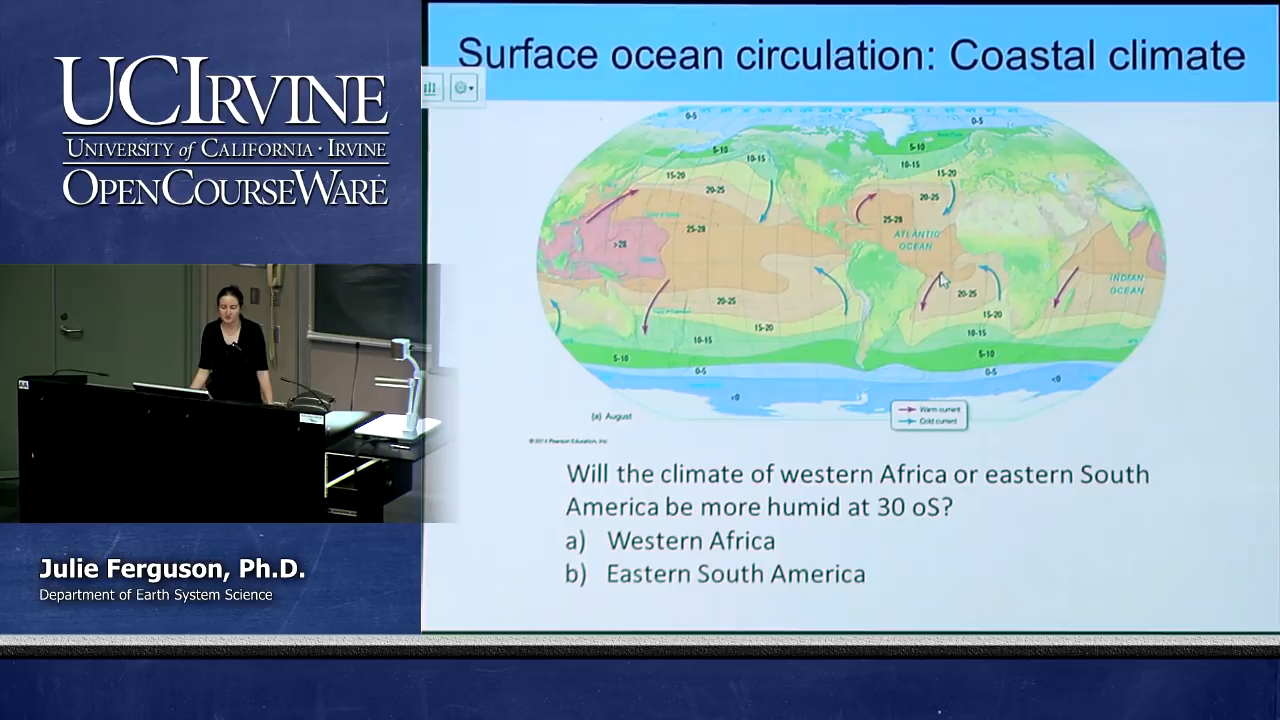 UCIRVINE
UNIVERSITY of CALIFORNIA · IRVINE
OPENCOURSEWARE
Julie Ferguson, Ph.D.
Department of Earth System Science
Surface ocean circulation: Coastal climate
0-5
0-5
5-10
5-10
10-15
10-15
15-20
15-20
20-25
20-25
25-28
25-28
>28
ATLANTIC
OCEAN
INDIAN
OCEAN
20-25
20-25
15-20
15-20
10-15
10-15
5-10
5-10
0-5
0-5
<0
<0
(a) August
Warm current
Cold current
© 2014 Pearson Education, Inc.
Will the climate of western Africa or eastern South
America be more humid at 30 oS?
a) Western Africa
b) Eastern South America